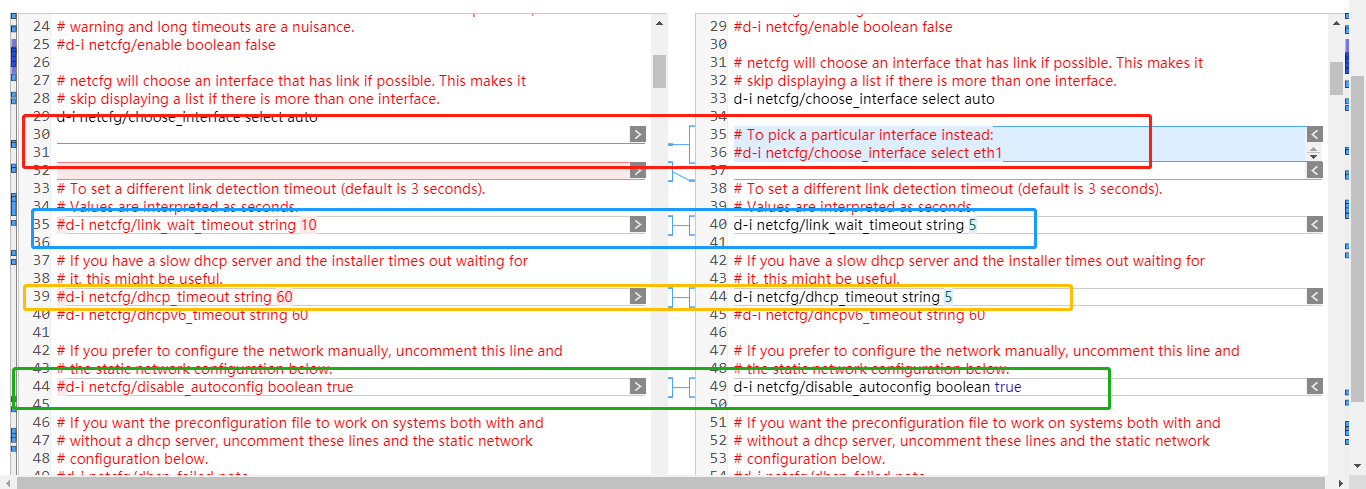 24 # warning and long timeouts are a nuisance.
25 #d-i netcfg/enable boolean false
26
27 # netcfg will choose an interface that has link if possible. This makes it
28 # skip displaying a list if there is more than one interface.
29 d-i netcfg/choose_interface select auto
30
31
32
33 # To set a different link detection timeout (default is 3 seconds).
34 # Values are interpreted as seconds.
35 #d-i netcfg/link_wait_timeout string 10
36
37 # If you have a slow dhcp server and the installer times out waiting for
38 # it, this might be useful.
39 #d-i netcfg/dhcp_timeout string 60
40 #d-i netcfg/dhcpv6_timeout string 60
41
42 # If you prefer to configure the network manually, uncomment this line and
43 # the static network configuration below.
44 #d-i netcfg/disable_autoconfig boolean true
45
46 # If you want the preconfiguration file to work on systems both with and
47 # without a dhcp server, uncomment these lines and the static network
48 # configuration below.
49 #d-i netcfg/dhcp_failed note
29 #d-i netcfg/enable boolean false
30
31 # netcfg will choose an interface that has link if possible. This makes it
32 # skip displaying a list if there is more than one interface.
33 d-i netcfg/choose_interface select auto
34
35 # To pick a particular interface instead:
36 #d-i netcfg/choose_interface select eth1
37
38 # To set a different link detection timeout (default is 3 seconds).
39 # Values are interpreted as seconds.
40 d-i netcfg/link_wait_timeout string 5
41
42 # If you have a slow dhcp server and the installer times out waiting for
43 # it, this might be useful.
44 d-i netcfg/dhcp_timeout string 5
45 #d-i netcfg/dhcpv6_timeout string 60
46
47 # If you prefer to configure the network manually, uncomment this line and
48 # the static network configuration below.
49 d-i netcfg/disable_autoconfig boolean true
50
51 # If you want the preconfiguration file to work on systems both with and
52 # without a dhcp server, uncomment these lines and the static network
53 # configuration below.
54 #d-i netcfg/dhcp_failed note